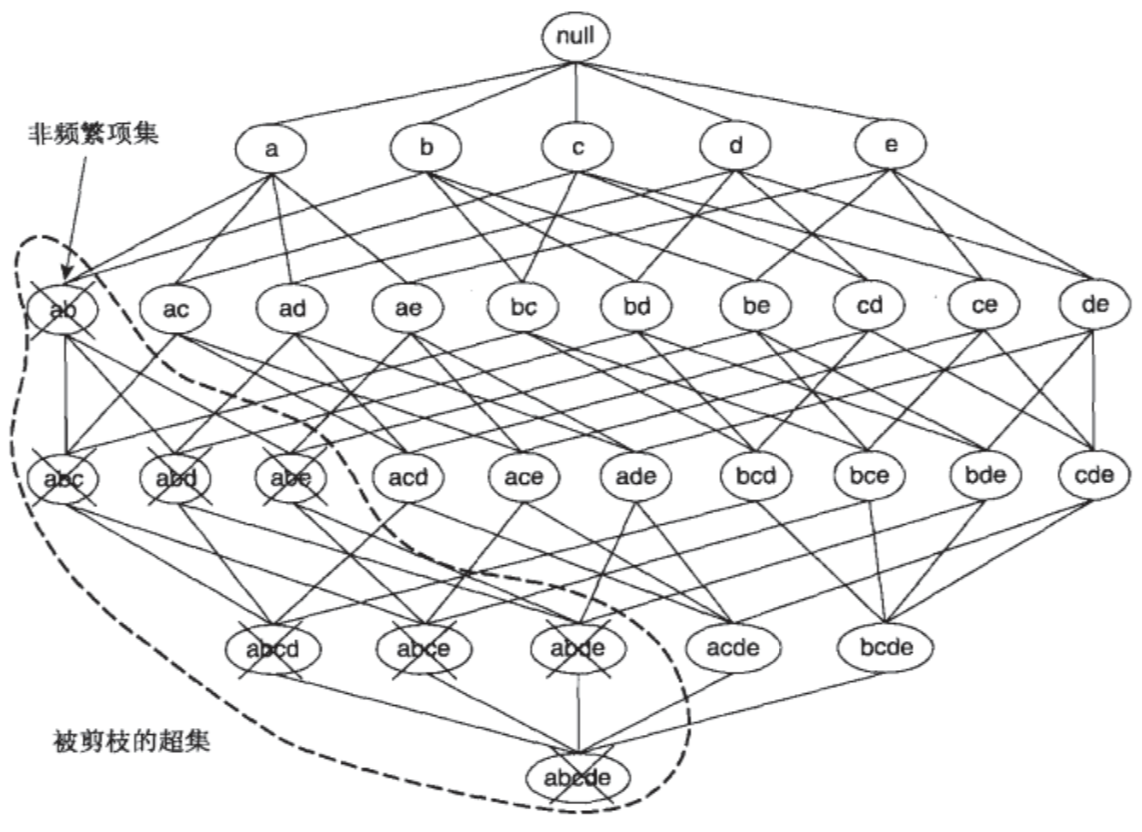 null
非频繁项集
a b c d e
ab ac ad ae bc bd be cd ce de
abc abd abe acd ace ade bcd bce bde cde
abcd abce abde acde bcde
被剪枝的超集
abcde